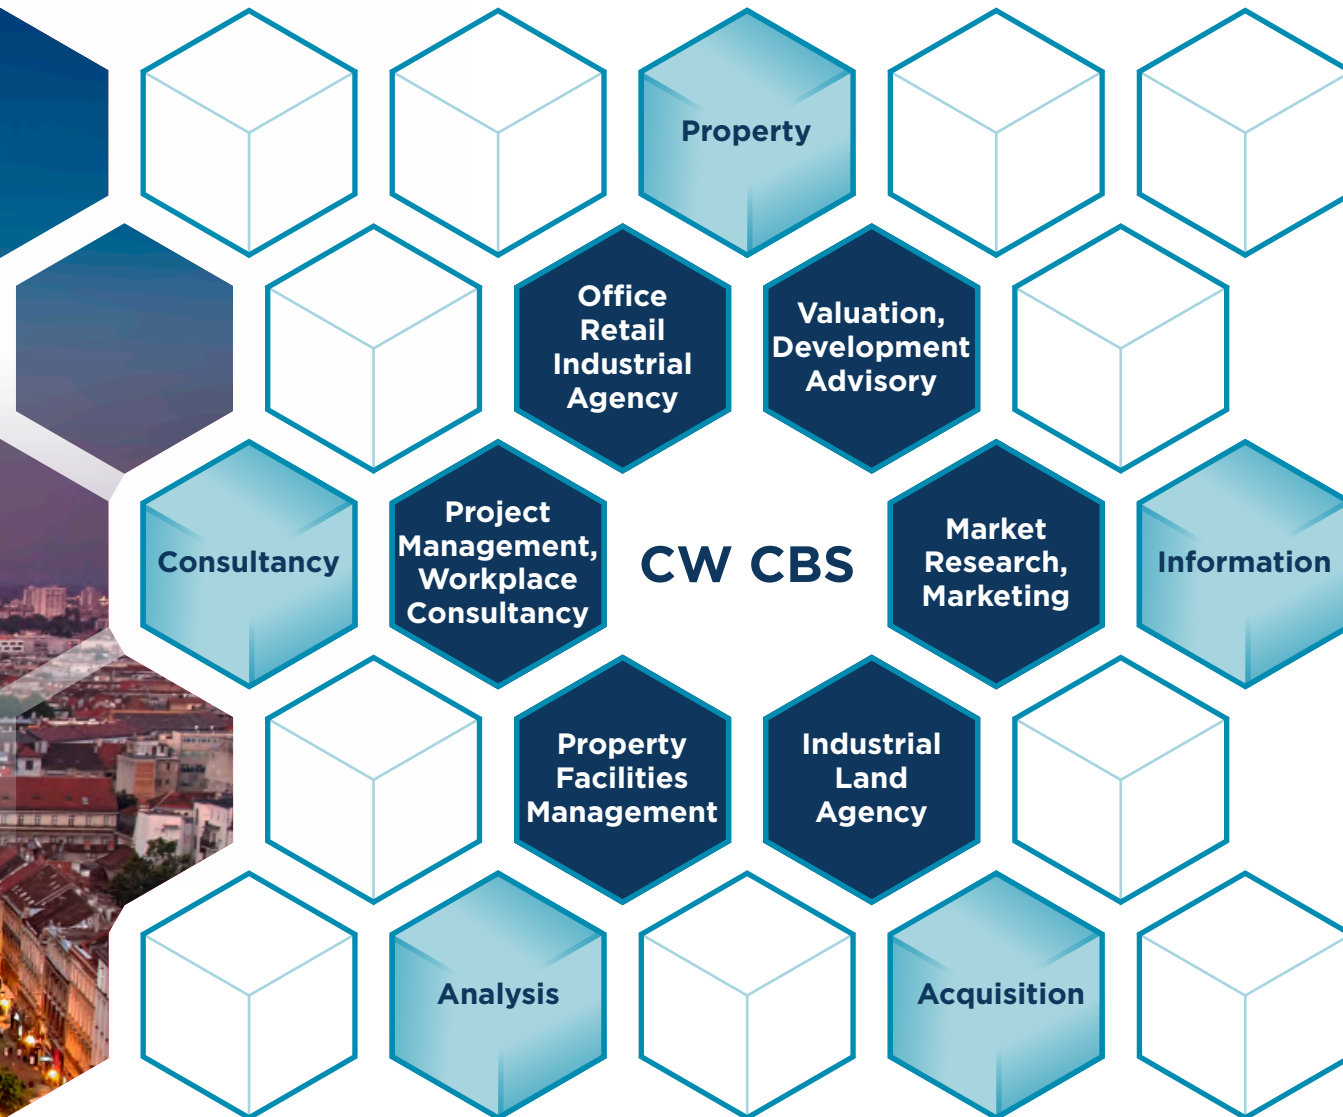 Property
Office
Retail
Industrial
Agency
Valuation,
Development
Advisory
Consultancy
Project
Management,
Workplace
Consultancy
CW CBS
Market
Research,
Marketing
Information
Property
Facilities
Management
Industrial
Land
Agency
Analysis
Acquisition